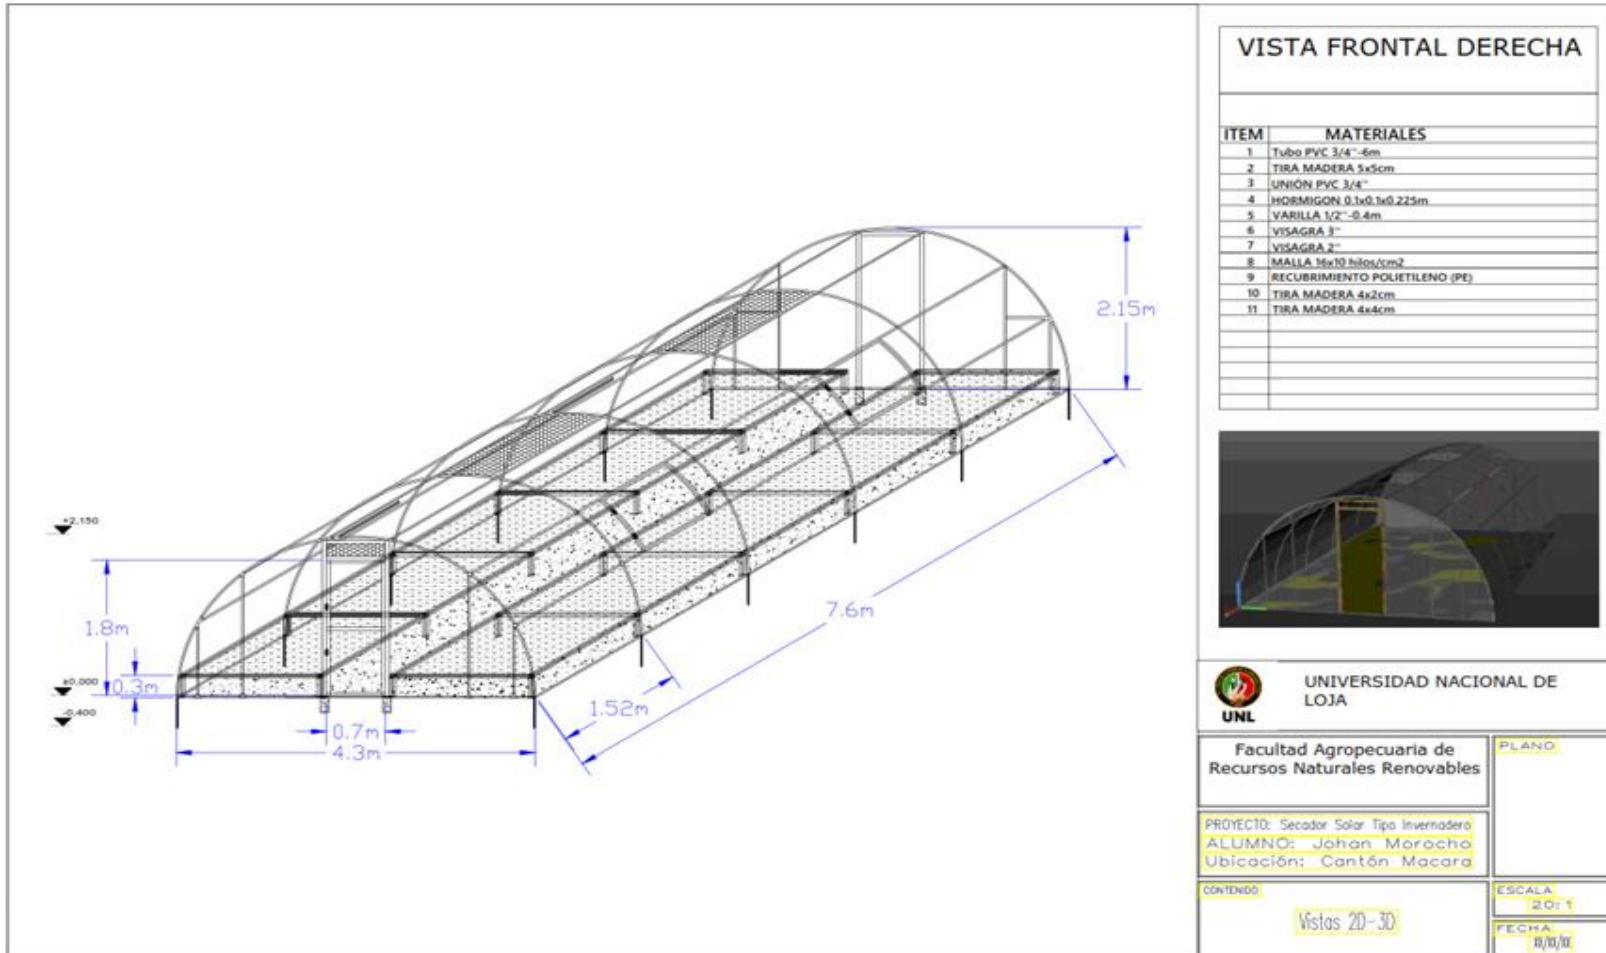 VISTA FRONTAL DERECHA
ITEM MATERIALES
1 Tubo PVC 3/4''-6m
2 TIRA MADERA 5x5cm
3 UNIÓN PVC 3/4''
4 HORMIGON 0.1x0.1x0.225m
5 VARILLA 1/2''-0.4m
6 VISAGRA 3''
7 VISAGRA 2''
8 MALLA 16x10 hilos/cm2
9 RECUBRIMIENTO POLIETILENO (PE)
10 TIRA MADERA 4x2cm
11 TIRA MADERA 4x4cm
2.15m
+2.150
1.8m
7.6m
±0.000
0.3m
-0.400
1.52m
0.7m
4.3m
UNL
UNIVERSIDAD NACIONAL DE
LOJA
Facultad Agropecuaria de
Recursos Naturales Renovables
PLANO
PROYECTO: Secador Solar Tipo Invernadero
ALUMNO: Johan Morocho
Ubicación: Cantón Macara
CONTENIDO
Vistas 2D-3D
ESCALA
20:1
FECHA